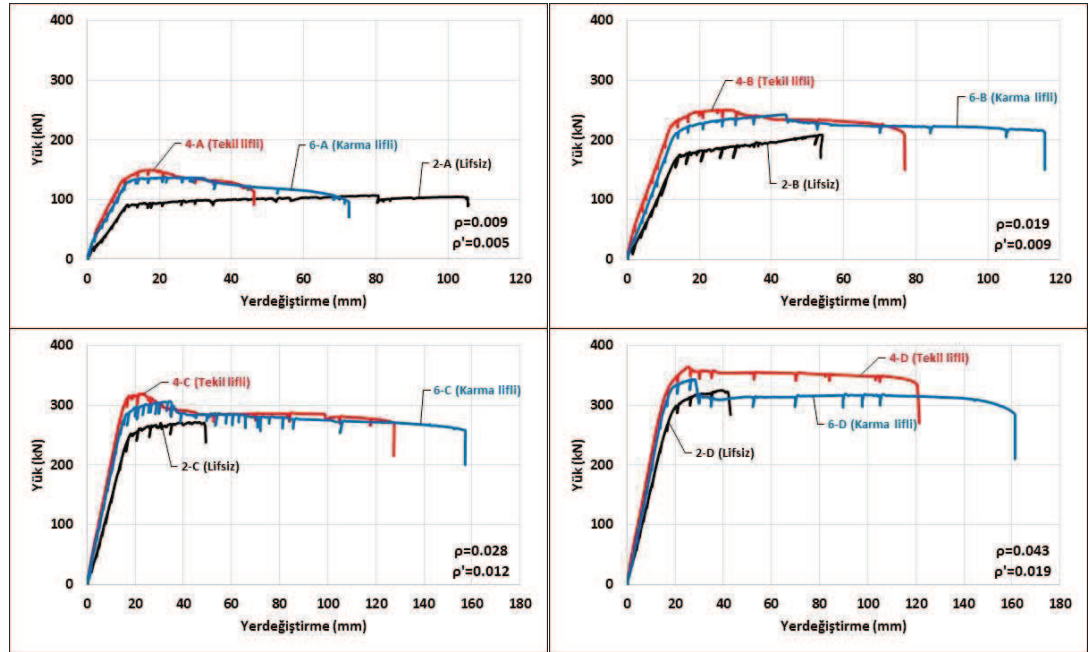 400
300
200
100
0
Yük (kN)
4-A (Tekil lifli)
6-A (Karma lifli)
2-A (Lifsiz)
ρ=0.009
ρ'=0.005
0 20 40 60 80 100 120
Yerdeğiştirme (mm)
400
300
200
100
0
Yük (kN)
4-B (Tekil lifli)
6-B (Karma lifli)
2-B (Lifsiz)
ρ=0.019
ρ'=0.009
0 20 40 60 80 100 120
Yerdeğiştirme (mm)
400
300
200
100
0
Yük (kN)
4-C (Tekil lifli)
6-C (Karma lifli)
2-C (Lifsiz)
ρ=0.028
ρ'=0.012
0 20 40 60 80 100 120 140 160 180
Yerdeğiştirme (mm)
400
300
200
100
0
Yük (kN)
4-D (Tekil lifli)
6-D (Karma lifli)
2-D (Lifsiz)
ρ=0.043
ρ'=0.019
0 20 40 60 80 100 120 140 160 180
Yerdeğiştirme (mm)